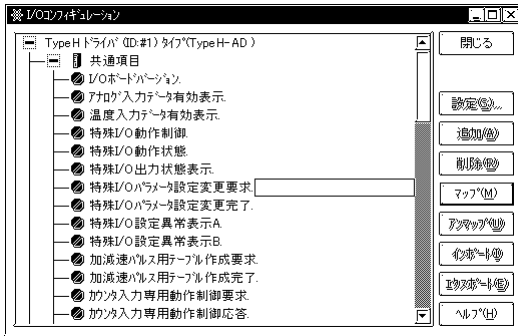 I/Oコンフィギュレーション
TypeH ドライバ (ID:#1) タイプ(TypeH-AD )
共通項目
I/Oボードバージョン.
アナログ入力データ有効表示.
温度入力データ有効表示.
特殊I/O動作制御.
特殊I/O動作状態.
特殊I/O出力状態表示.
特殊I/Oパラメータ設定変更要求.
特殊I/Oパラメータ設定変更完了.
特殊I/O設定異常表示A.
特殊I/O設定異常表示B.
加減速パルス用テーブル作成要求.
加減速パルス用テーブル作成完了.
カウンタ入力専用動作制御要求.
カウンタ入力専用動作制御応答.
閉じる
設定(S)...
追加(A)
削除(R)
マップ(M)
アンマップ(U)
インポート(I)
エクスポート(E)
ヘルプ(H)